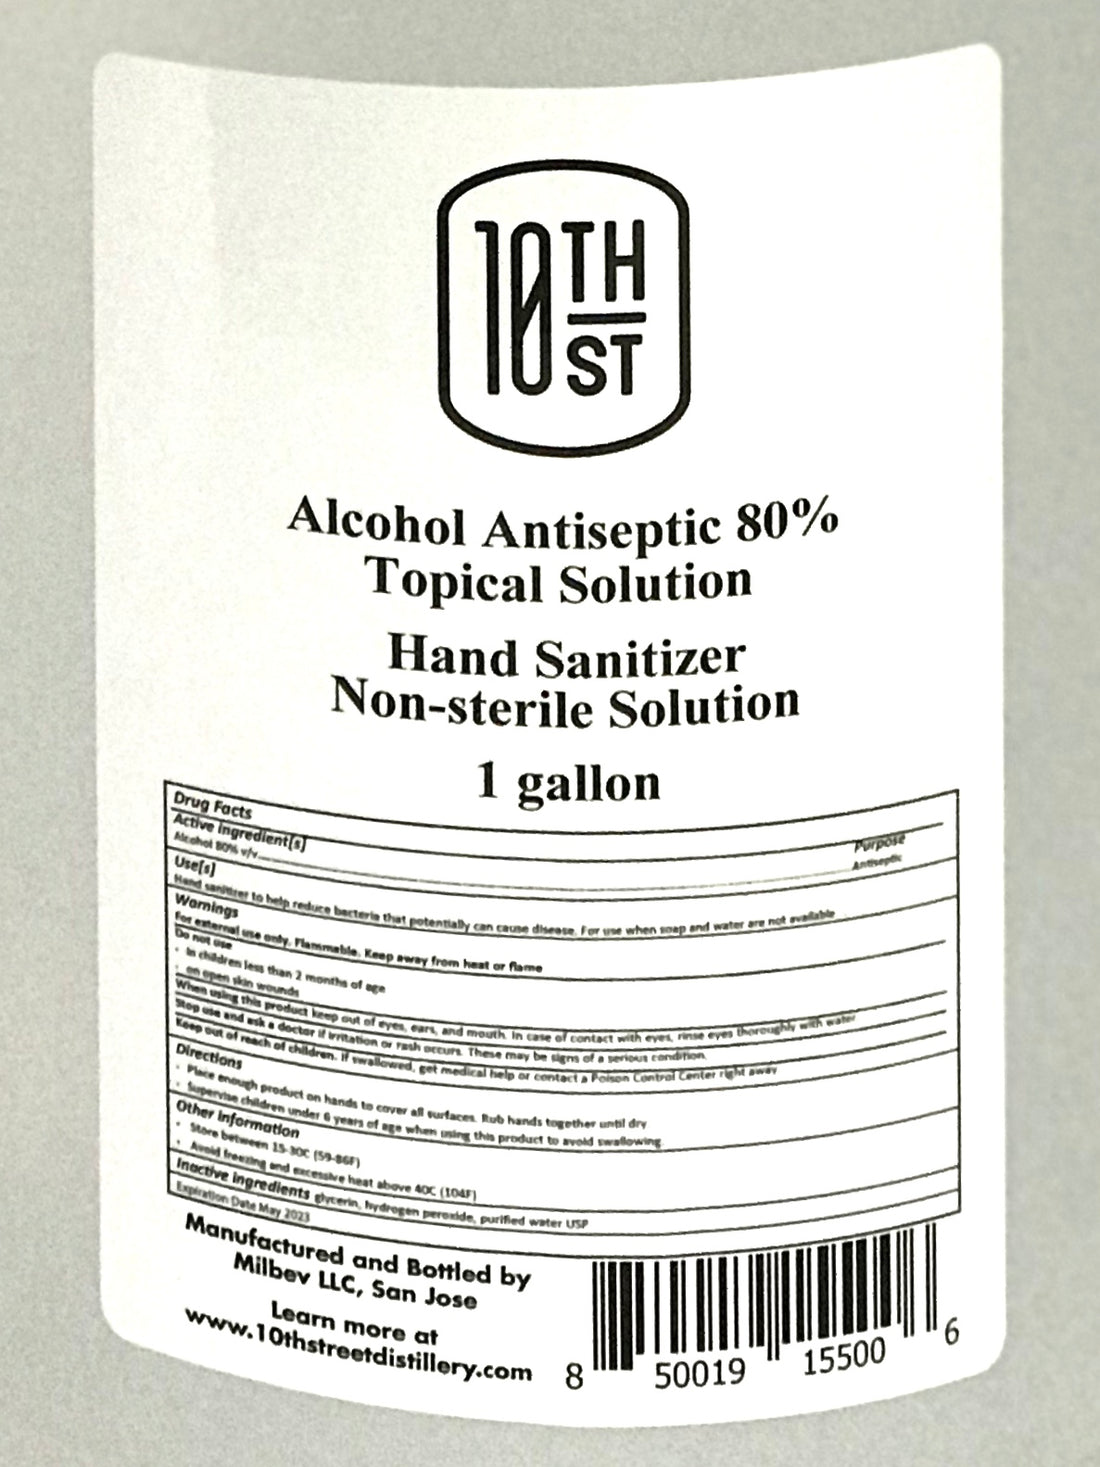 10TH
ST
Alcohol Antiseptic 80%
Topical Solution
Hand Sanitizer
Non-sterile Solution
1 gallon
Drug Facts
Active Ingredient[s] Purpose
Alcohol 80% v/v Antiseptic
Use[s]
Hand sanitizer to help reduce bacteria that potentially can cause disease. For use when soap and water are not available
Warnings
For external use only. Flammable. Keep away from heat or flame
Do not use
· In children less than 2 months of age
· on open skin wounds
When using this product keep out of eyes, ears, and mouth. In case of contact with eyes, rinse eyes thoroughly with water
Stop use and ask a doctor if irritation or rash occurs. These may be signs of a serious condition.
Keep out of reach of children. If swallowed, get medical help or contact a Poison Control Center right away
Directions
· Place enough product on hands to cover all surfaces. Rub hands together until dry
· Supervise children under 6 years of age when using this product to avoid swallowing.
Other Information
· Store between 15-30C (59-86F)
· Avoid freezing and excessive heat above 40C (104F)
Inactive ingredients glycerin, hydrogen peroxide, purified water USP
Expiration Date May 2023
Manufactured and Bottled by
Milbev LLC, San Jose
Learn more at
www.10thstreetdistillery.com
8 50019 15500 6